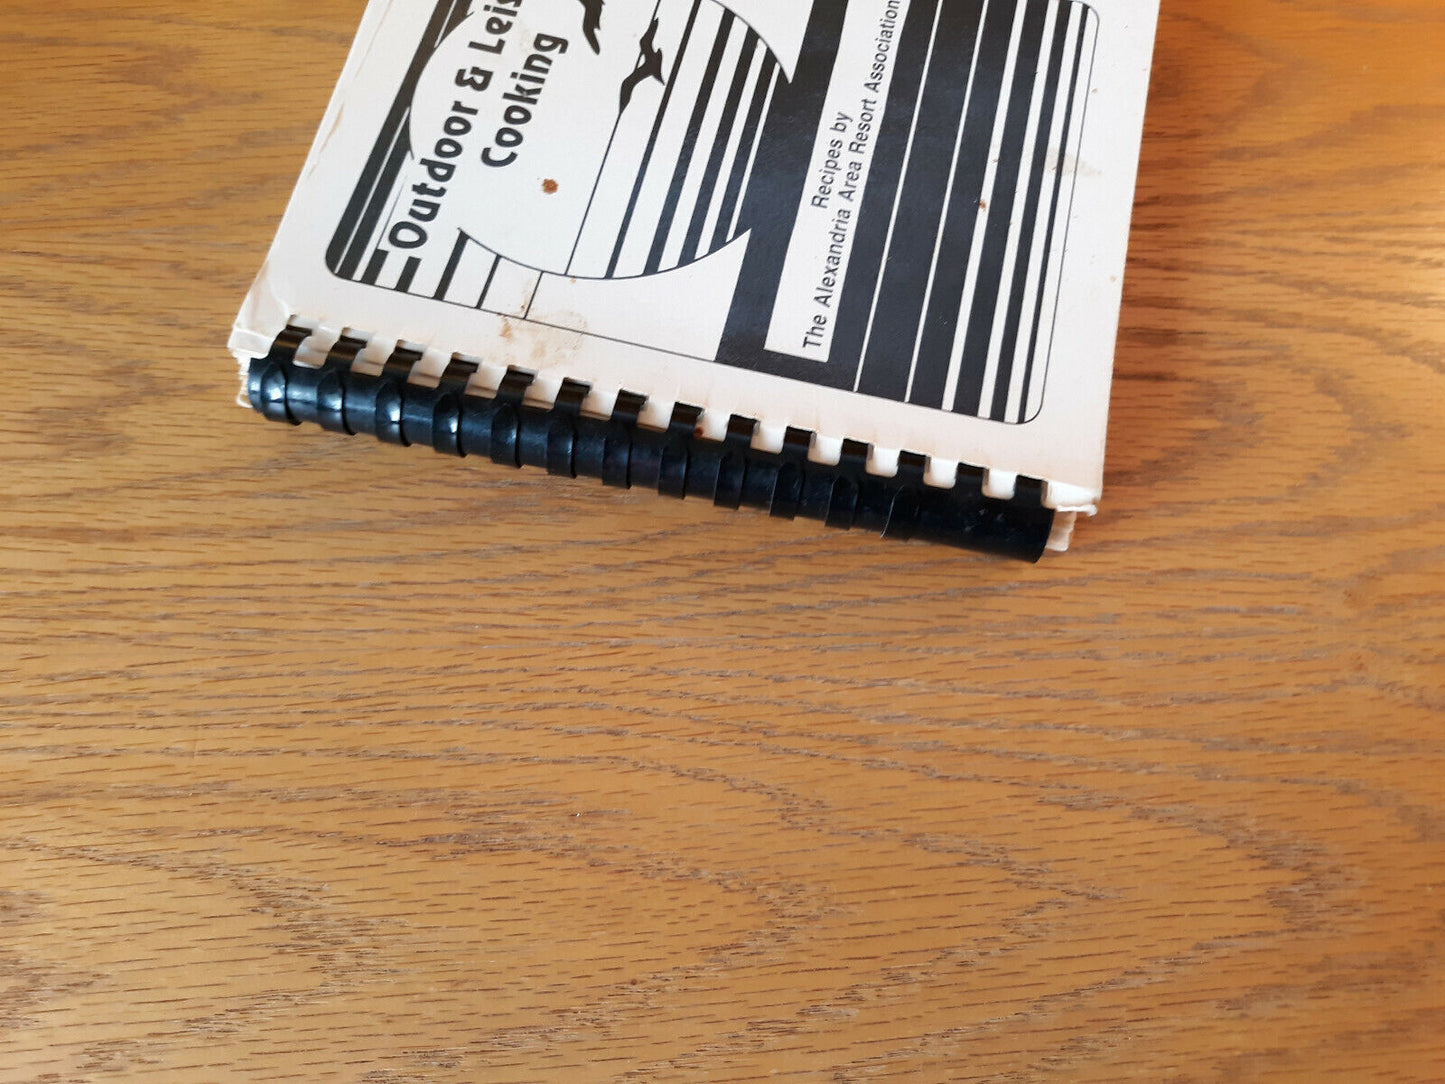 Outdoor & Leis
Cooking
Recipes by
The Alexandria Area Resort Association